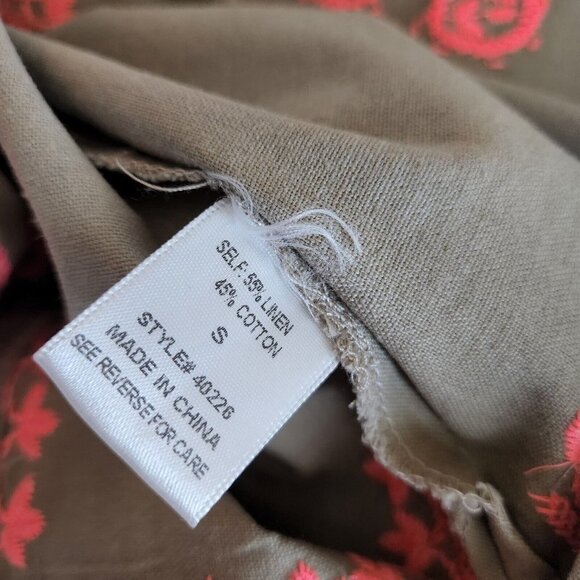 SELF: 55% LINEN
45% COTTON
S
STYLE# 40226
MADE IN CHINA
SEE REVERSE FOR CARE